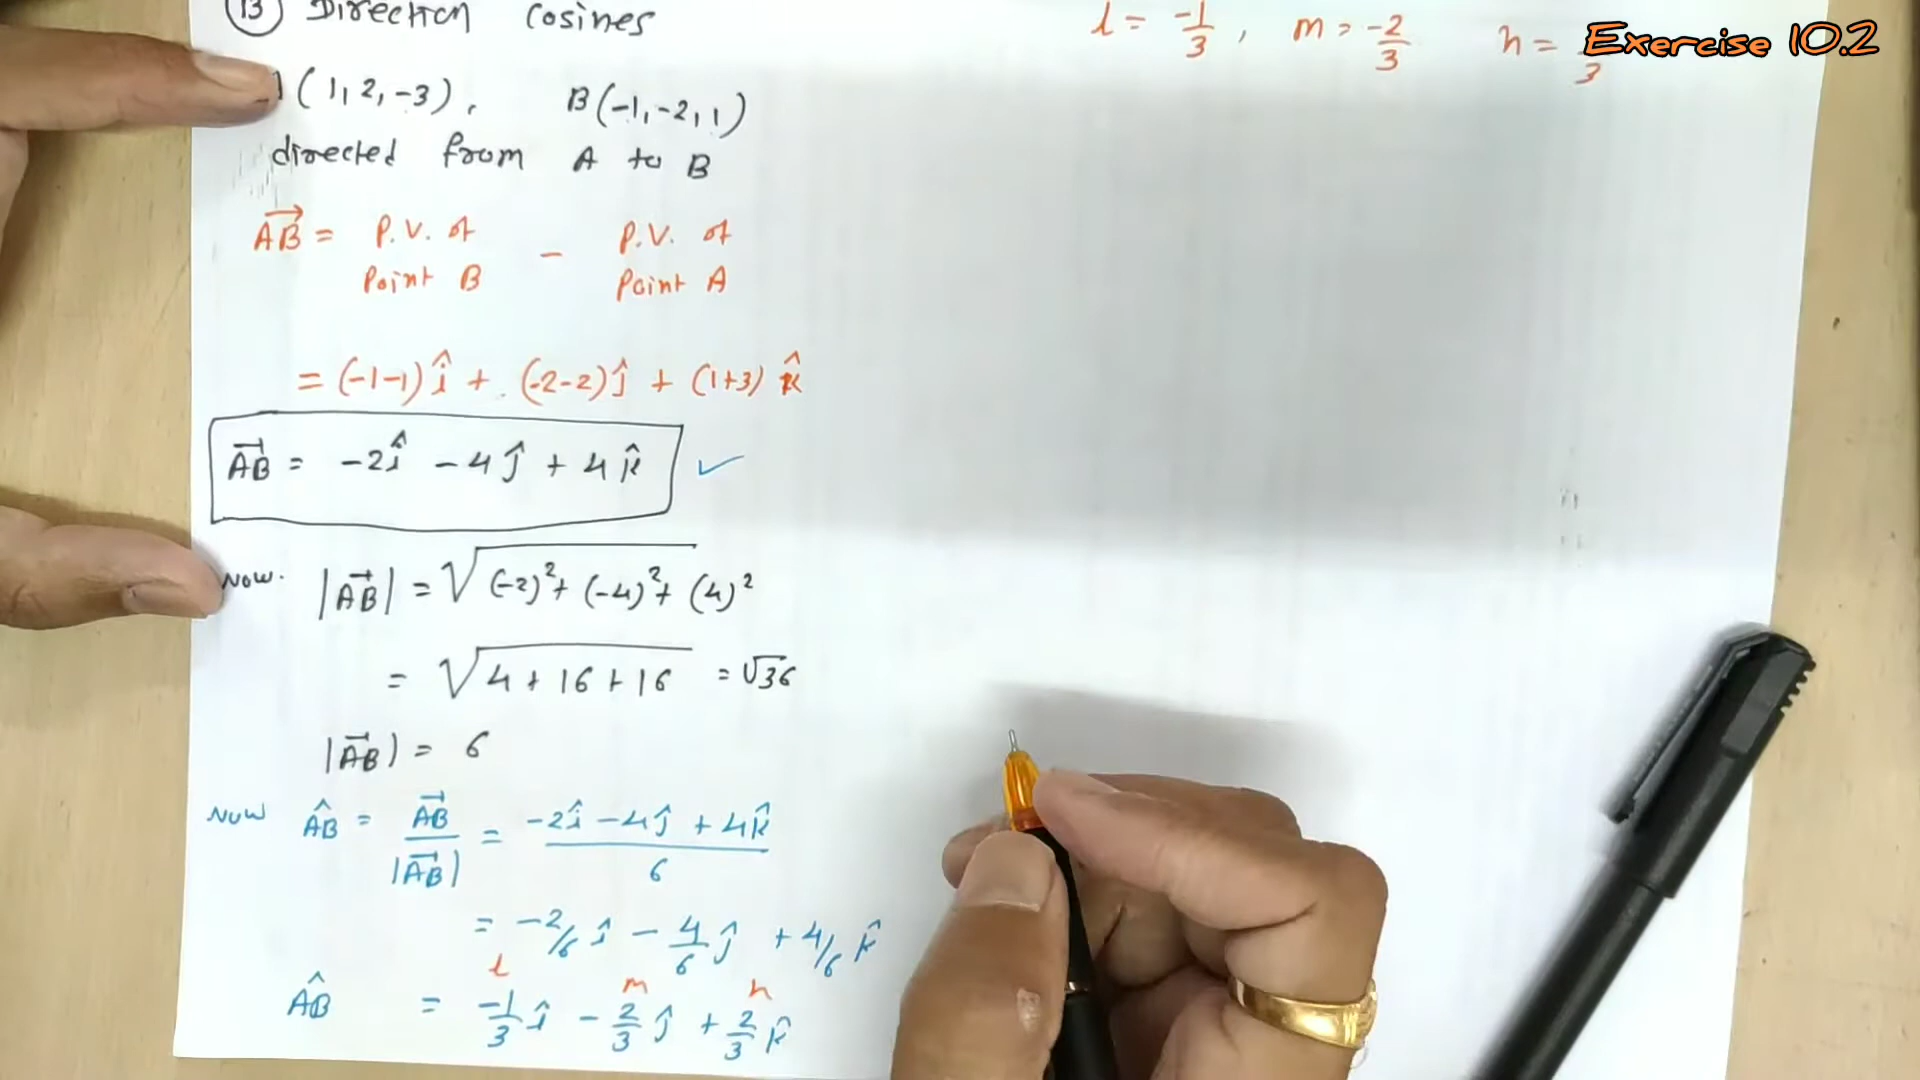 (13) Direction Cosines
(1, 2, -3), B(-1, -2, 1)
directed from A to B
AB⃗ = P.V. of Point B - P.V. of Point A
= (-1-1)î + (-2-2)ĵ + (1+3) k̂
AB⃗ = -2î - 4ĵ + 4k̂ ✓
Now. |AB⃗| = √(-2)² + (-4)² + (4)²
= √4 + 16 + 16 = √36
|AB⃗| = 6
Now ÂB = AB⃗/|AB⃗| = -2î - 4ĵ + 4k̂/6
= -2/6 î - 4/6 ĵ + 4/6 k̂
l m n
ÂB = -1/3 î - 2/3 ĵ + 2/3 k̂
l = -1/3, m = -2/3 n = /3
Exercise 10.2